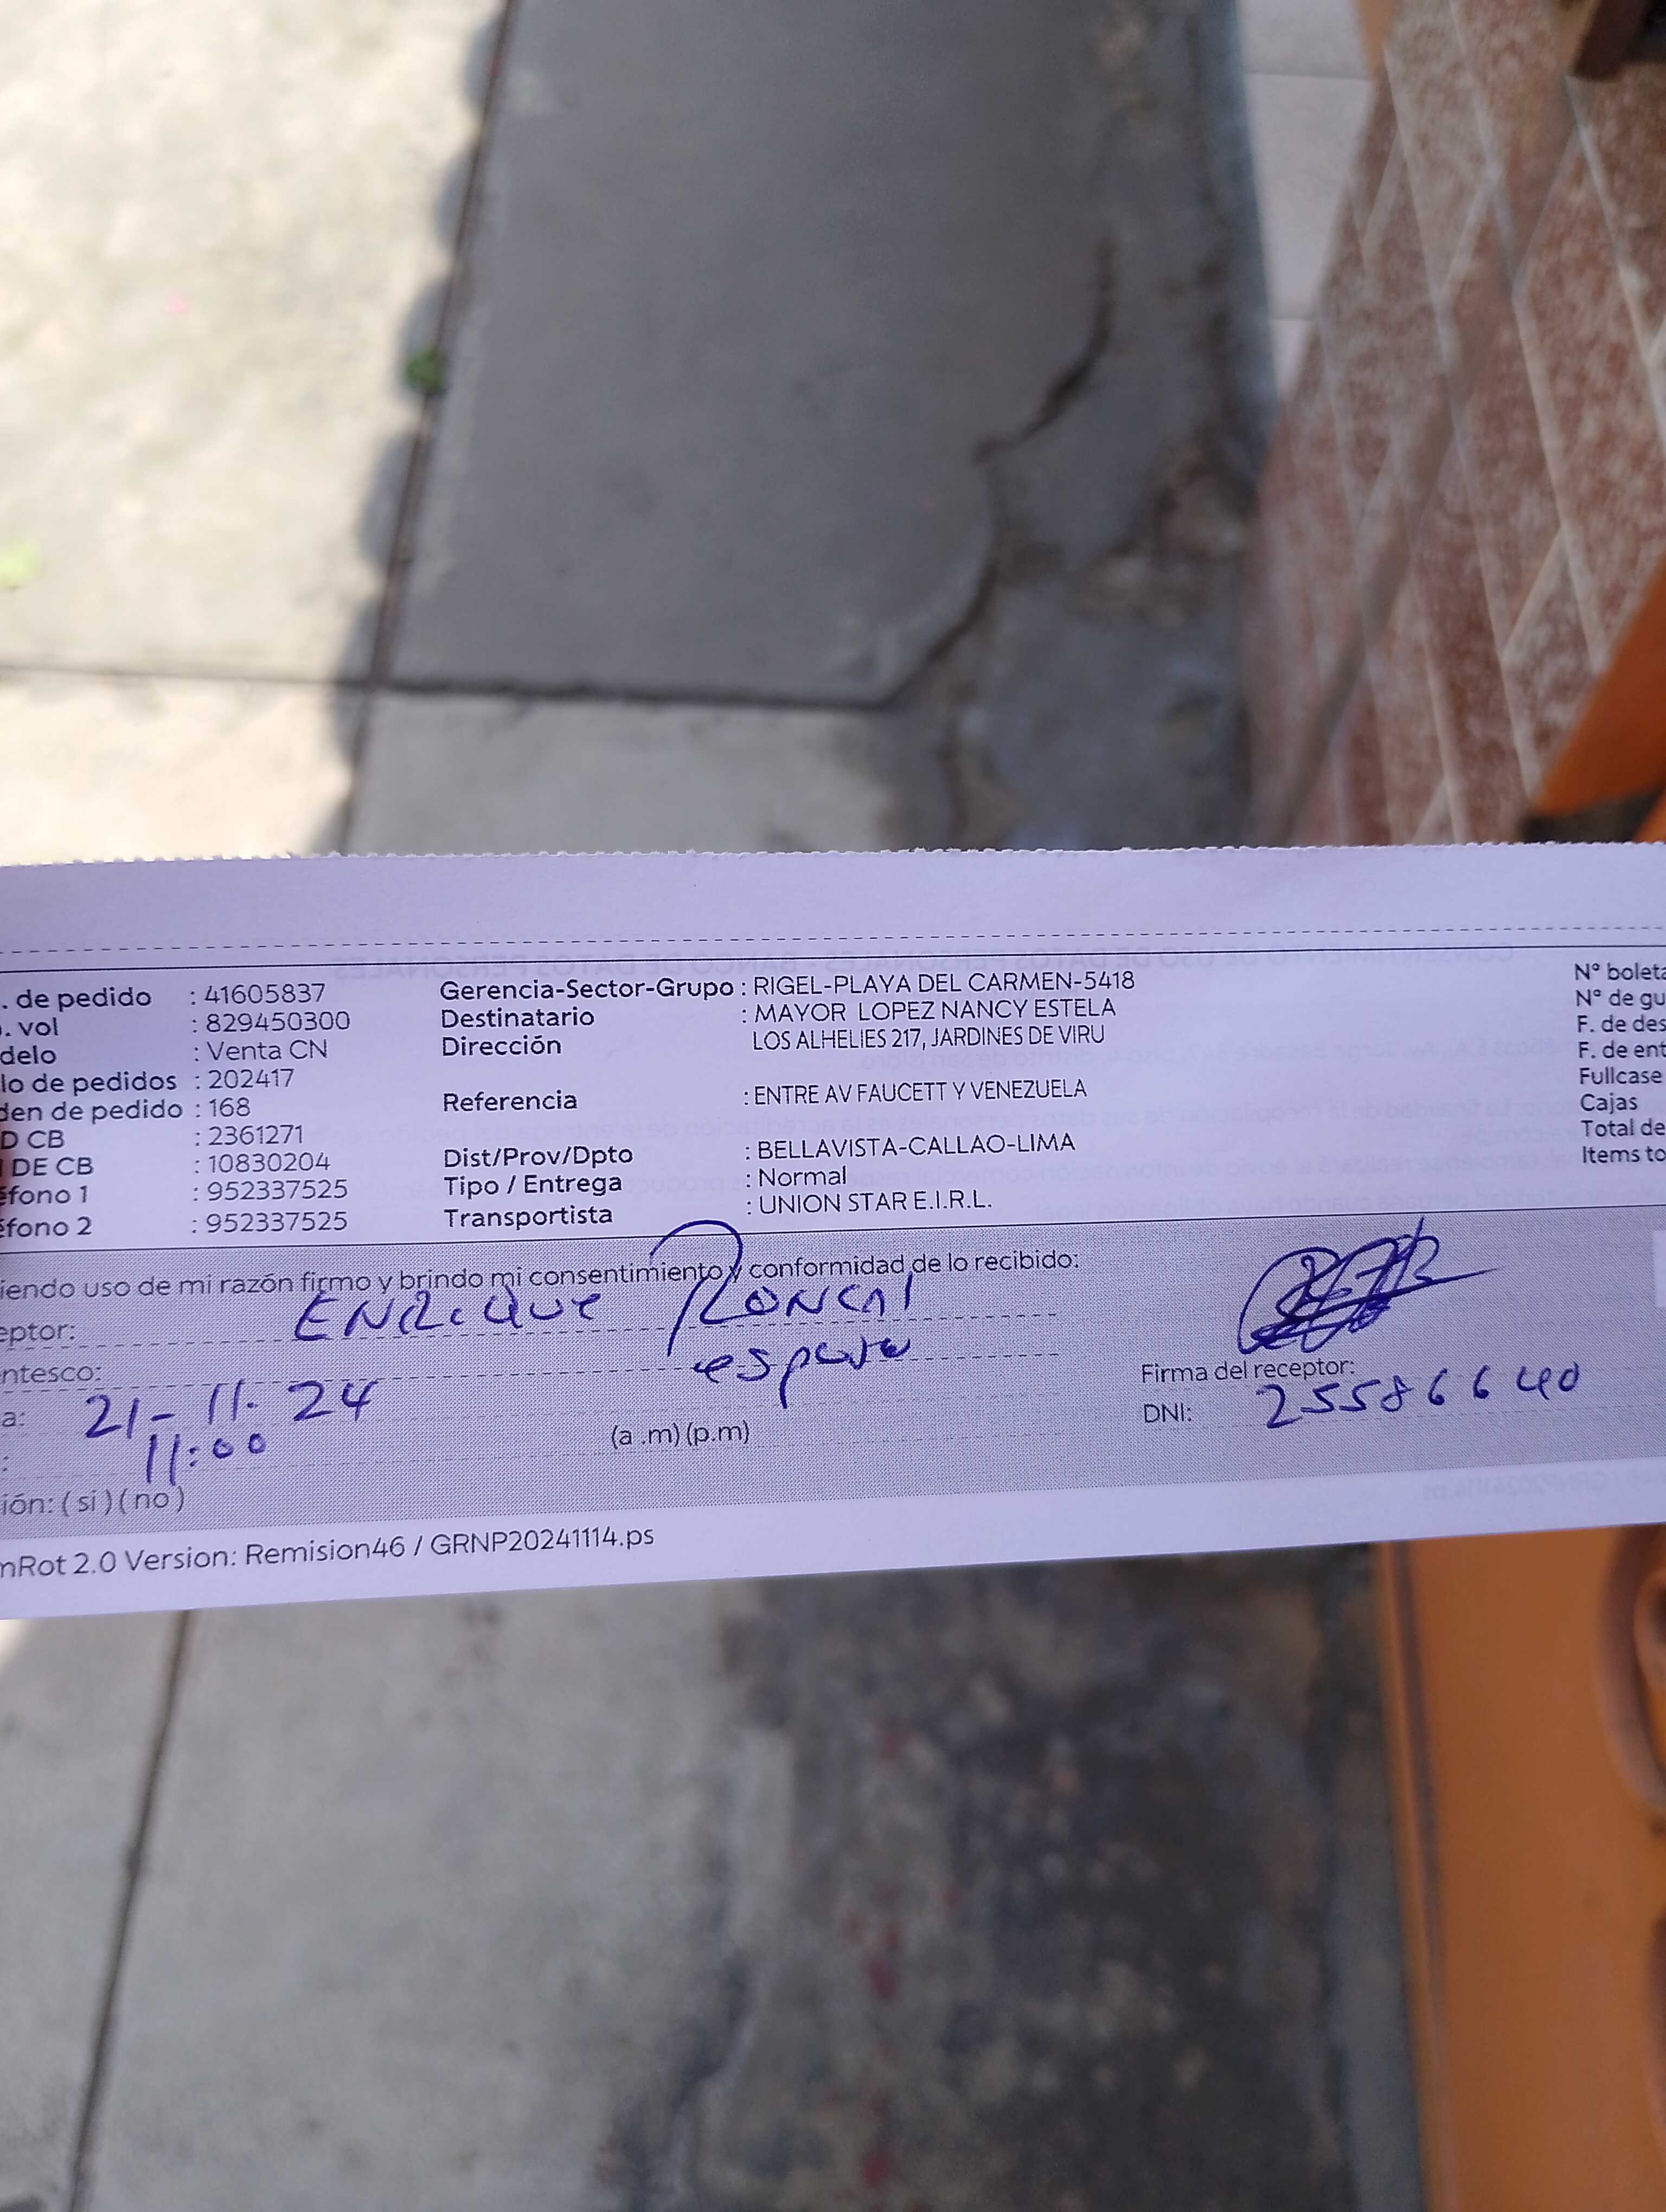 . de pedido : 41605837 Gerencia-Sector-Grupo : RIGEL-PLAYA DEL CARMEN-5418 N° boleta
. vol : 829450300 Destinatario : MAYOR LOPEZ NANCY ESTELA N° de gu
delo : Venta CN Dirección LOS ALHELIES 217, JARDINES DE VIRU F. de des
lo de pedidos : 202417 F. de ent
den de pedido : 168 Referencia : ENTRE AV FAUCETT Y VENEZUELA Fullcase
D CB : 2361271 Cajas
DE CB : 10830204 Dist/Prov/Dpto : BELLAVISTA-CALLAO-LIMA Total de
éfono 1 : 952337525 Tipo / Entrega : Normal Items to
éfono 2 : 952337525 Transportista : UNION STAR E.I.R.L.
iendo uso de mi razón firmo y brindo mi consentimiento y conformidad de lo recibido:
eptor: ENRIQUE RONCAL
ntesco: esposo Firma del receptor:
a: 21-11-24 DNI: 25586640
: 11:00 (a .m) (p.m)
ión: ( si ) ( no )
mRot 2.0 Version: Remision46 / GRNP20241114.ps